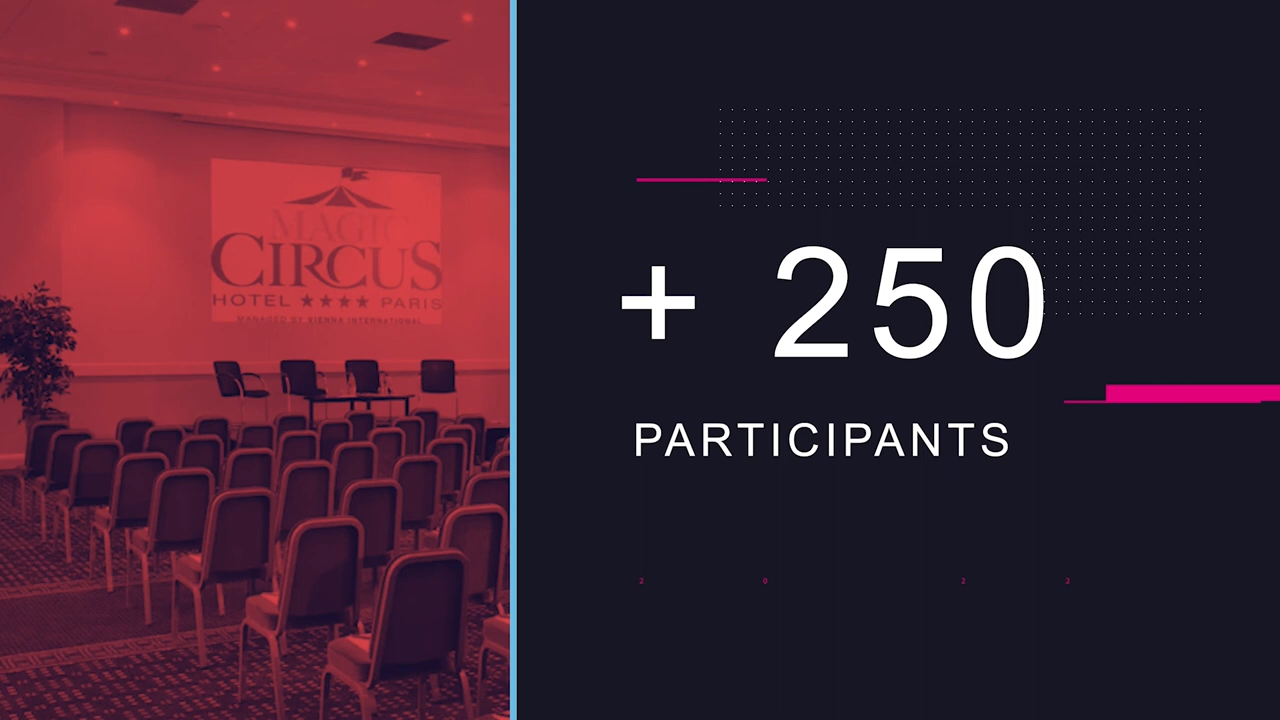 MAGIC
CIRCUS
HOTEL ★★★★ PARIS
MANAGED BY VIENNA INTERNATIONAL
+ 250
PARTICIPANTS
2 0 2 2